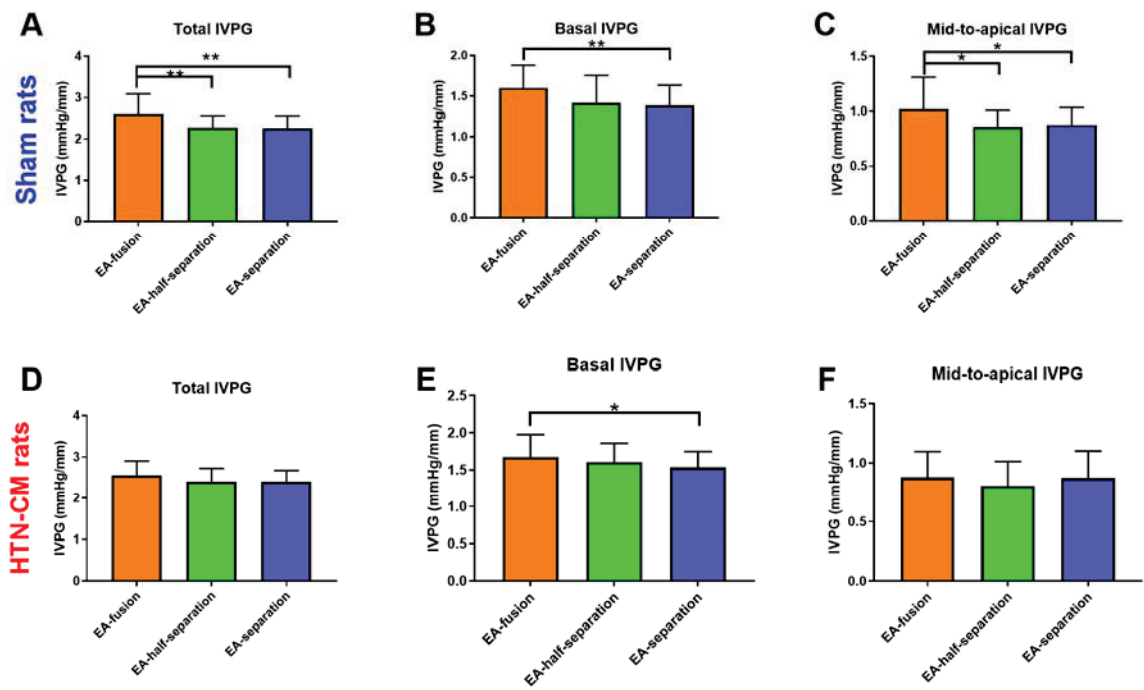 A
Total IVPG
Sham rats
IVPG (mmHg/mm)
4
3
2
1
0
**
**
EA-fusion
EA-half-separation
EA-separation
B
Basal IVPG
IVPG (mmHg/mm)
2.0
1.5
1.0
0.5
0.0
**
EA-fusion
EA-half-separation
EA-separation
C
Mid-to-apical IVPG
IVPG (mmHg/mm)
1.5
1.0
0.5
0.0
*
*
EA-fusion
EA-half-separation
EA-separation
D
Total IVPG
HTN-CM rats
IVPG (mmHg/mm)
4
3
2
1
0
EA-fusion
EA-half-separation
EA-separation
E
Basal IVPG
IVPG (mmHg/mm)
2.5
2.0
1.5
1.0
0.5
0.0
*
EA-fusion
EA-half-separation
EA-separation
F
Mid-to-apical IVPG
IVPG (mmHg/mm)
1.5
1.0
0.5
0.0
EA-fusion
EA-half-separation
EA-separation